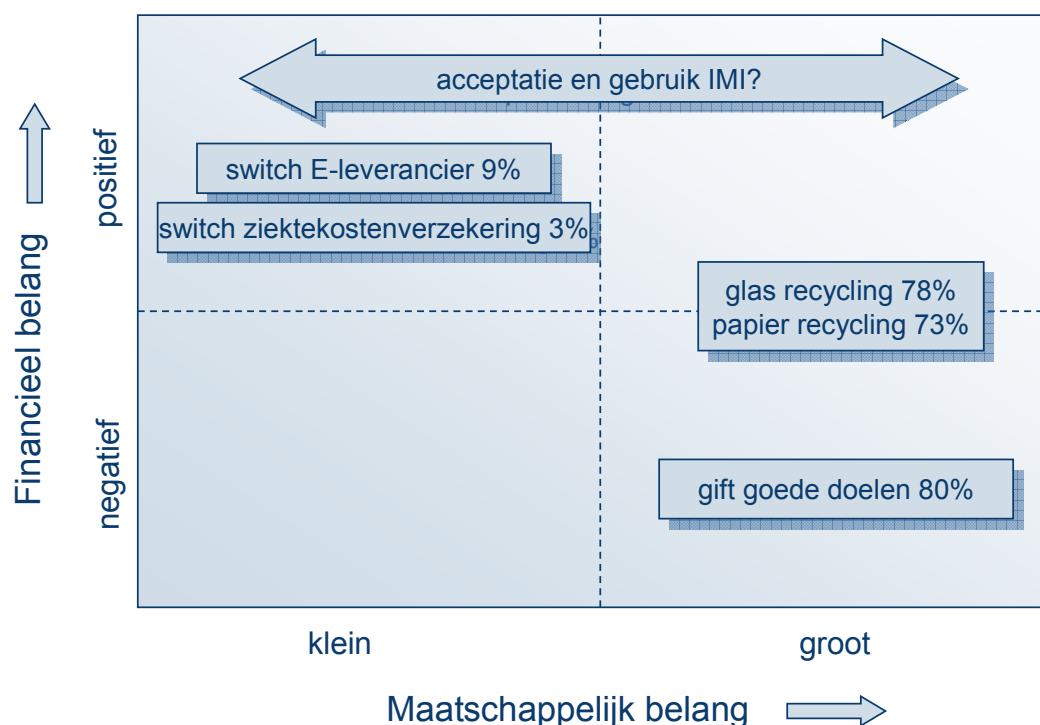 acceptatie en gebruik IMI?
switch E-leverancier 9%
switch ziektekostenverzekering 3%
glas recycling 78%
papier recycling 73%
gift goede doelen 80%
Financieel belang
positief
negatief
klein
groot
Maatschappelijk belang